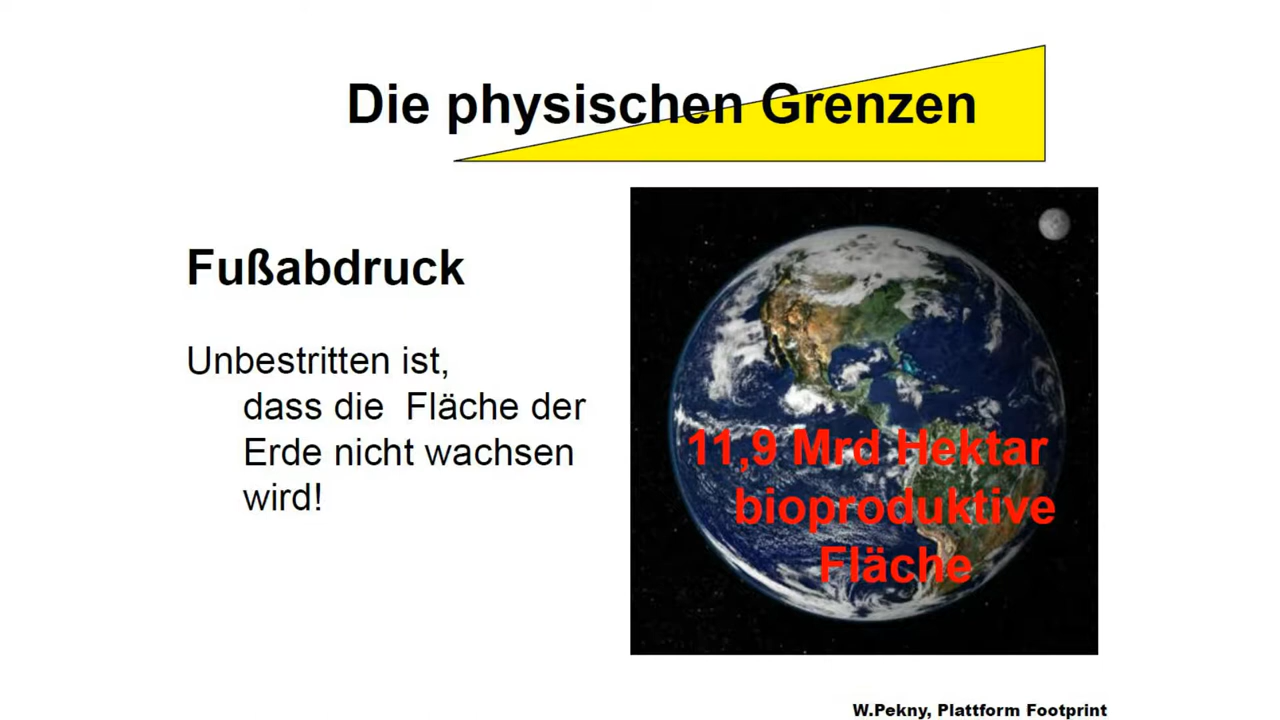 Die physischen Grenzen
Fußabdruck
Unbestritten ist,
dass die Fläche der
Erde nicht wachsen
wird!
11,9 Mrd Hektar
bioproduktive
Fläche
W.Pekny, Plattform Footprint